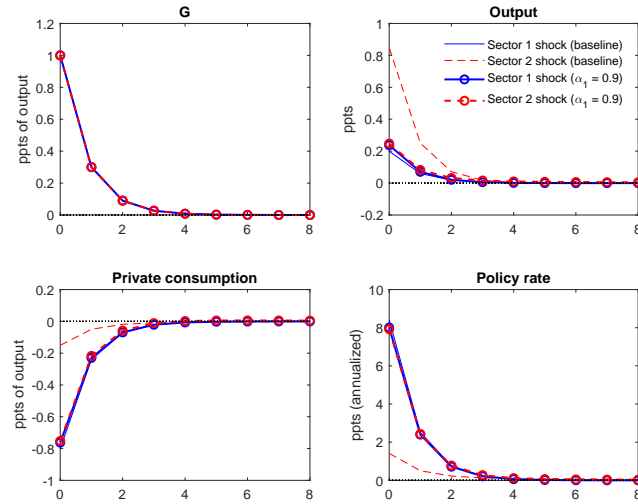 G
1.2
1
0.8
0.6
0.4
0.2
0
0 2 4 6 8
ppts of output
Output
1
0.8
0.6
0.4
0.2
0
-0.2
0 2 4 6 8
ppts
Sector 1 shock (baseline)
Sector 2 shock (baseline)
Sector 1 shock (α₁ = 0.9)
Sector 2 shock (α₁ = 0.9)
Private consumption
0.2
0
-0.2
-0.4
-0.6
-0.8
-1
0 2 4 6 8
ppts of output
Policy rate
10
8
6
4
2
0
0 2 4 6 8
ppts (annualized)